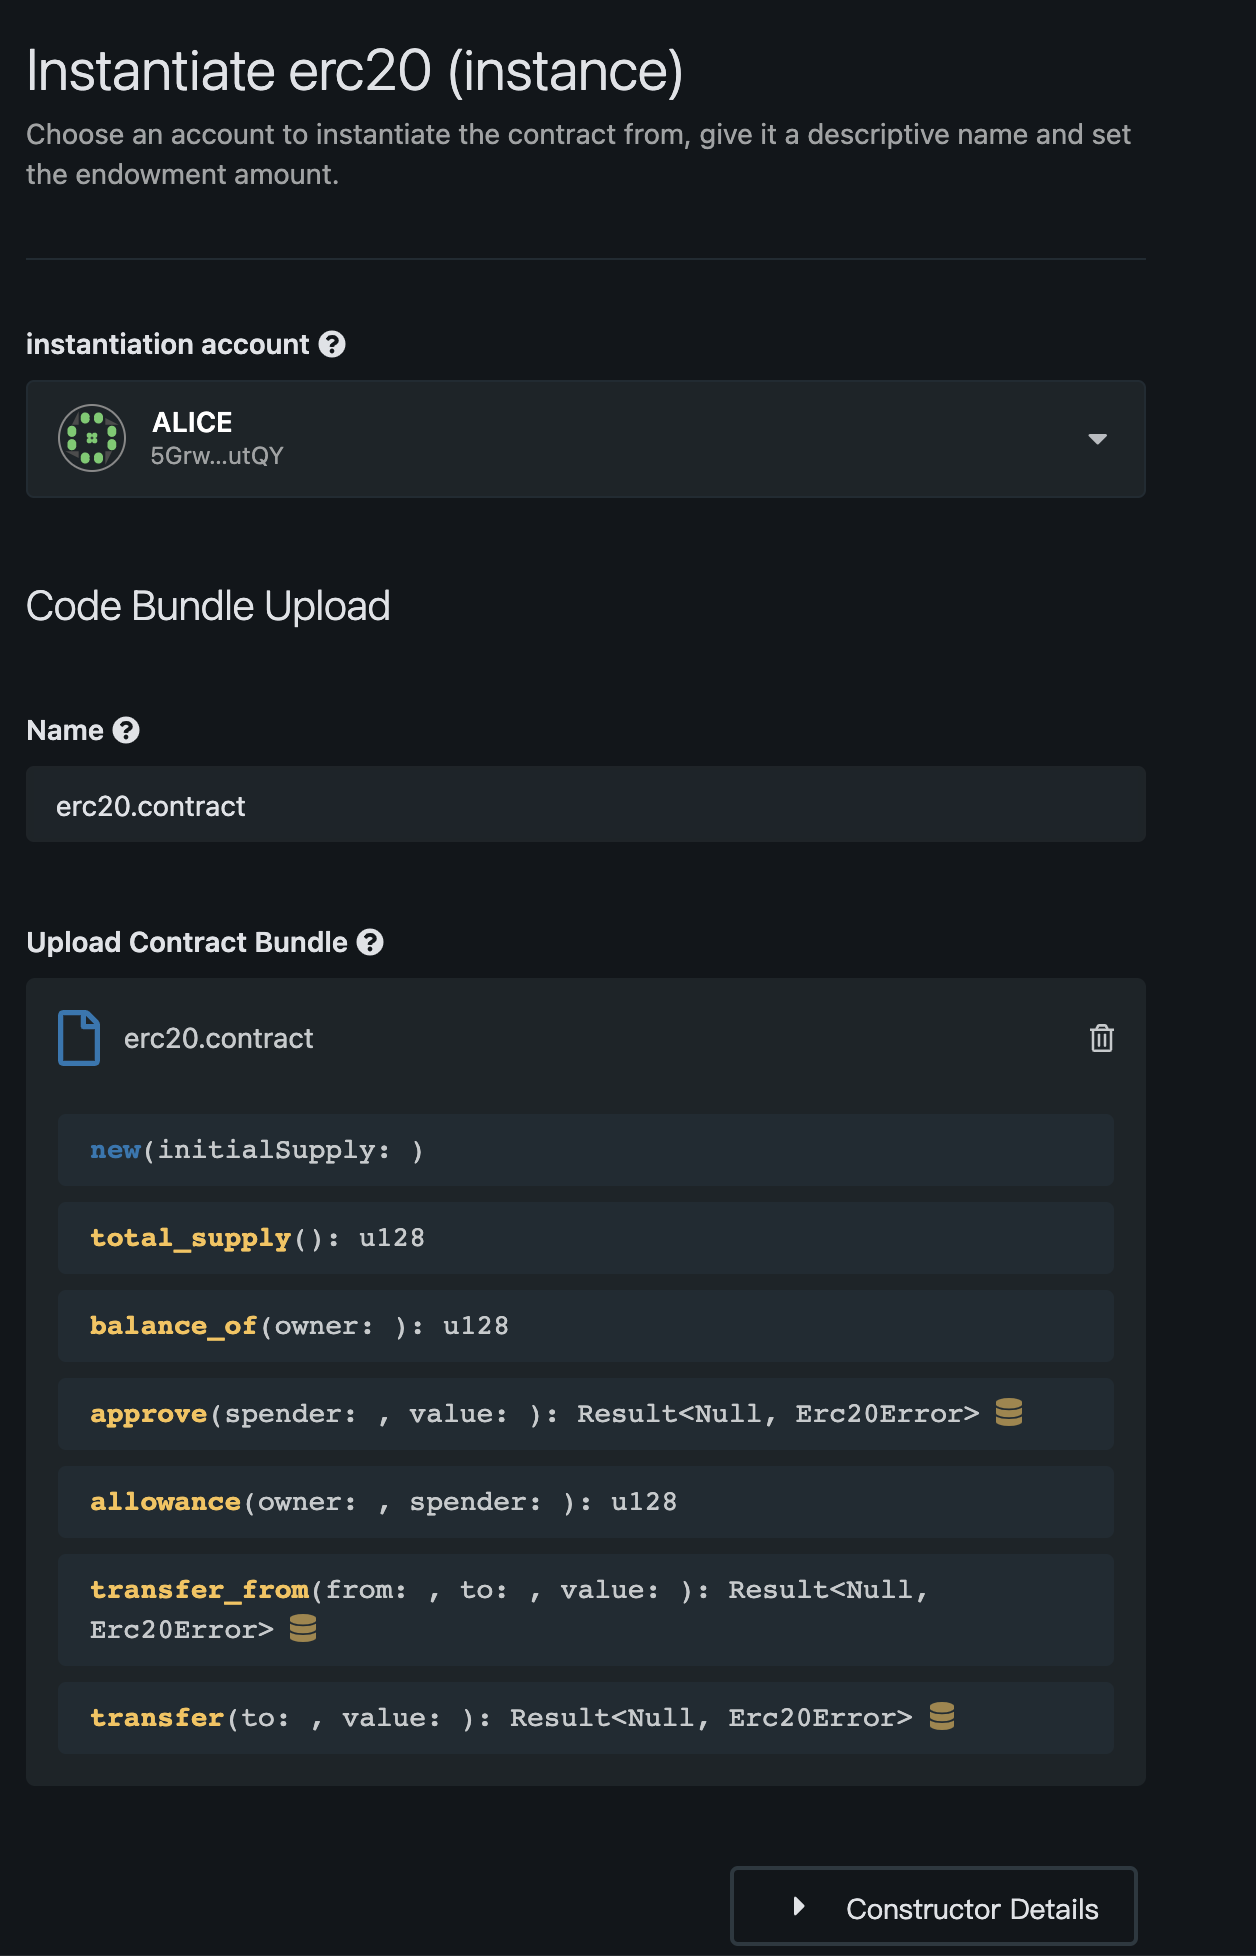 Instantiate erc20 (instance)
Choose an account to instantiate the contract from, give it a descriptive name and set
the endowment amount.
instantiation account
ALICE
5Grw...utQY
Code Bundle Upload
Name
erc20.contract
Upload Contract Bundle
erc20.contract
new(initialSupply: )
total_supply(): u128
balance_of(owner: ): u128
approve(spender: , value: ): Result<Null, Erc20Error>
allowance(owner: , spender: ): u128
transfer_from(from: , to: , value: ): Result<Null,
Erc20Error>
transfer(to: , value: ): Result<Null, Erc20Error>
Constructor Details